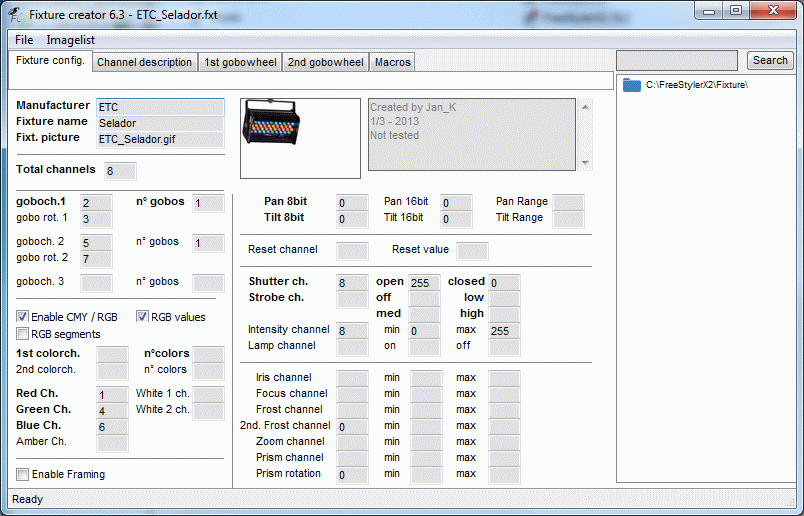 Fixture creator 6.3 - ETC_Selador.fxt
File Imagelist
Fixture config. Channel description 1st gobowheel 2nd gobowheel Macros
Search
C:\FreeStylerX2\Fixture\
Manufacturer ETC
Fixture name Selador
Fixt. picture ETC_Selador.gif
Created by Jan_K
1/3 - 2013
Not tested
Total channels 8
goboch.1 2 n° gobos 1
gobo rot. 1 3
goboch. 2 5 n° gobos 1
gobo rot. 2 7
goboch. 3 n° gobos
Enable CMY / RGB RGB values
RGB segments
1st colorch. n°colors
2nd colorch. n° colors
Red Ch. 1 White 1 ch.
Green Ch. 4 White 2 ch.
Blue Ch. 6
Amber Ch.
Enable Framing
Pan 8bit 0 Pan 16bit 0 Pan Range
Tilt 8bit 0 Tilt 16bit 0 Tilt Range
Reset channel Reset value
Shutter ch. 8 open 255 closed 0
Strobe ch. off low
med high
Intensity channel 8 min 0 max 255
Lamp channel on off
Iris channel min max
Focus channel min max
Frost channel min max
2nd. Frost channel 0 min max
Zoom channel min max
Prism channel min max
Prism rotation 0 min max
Ready